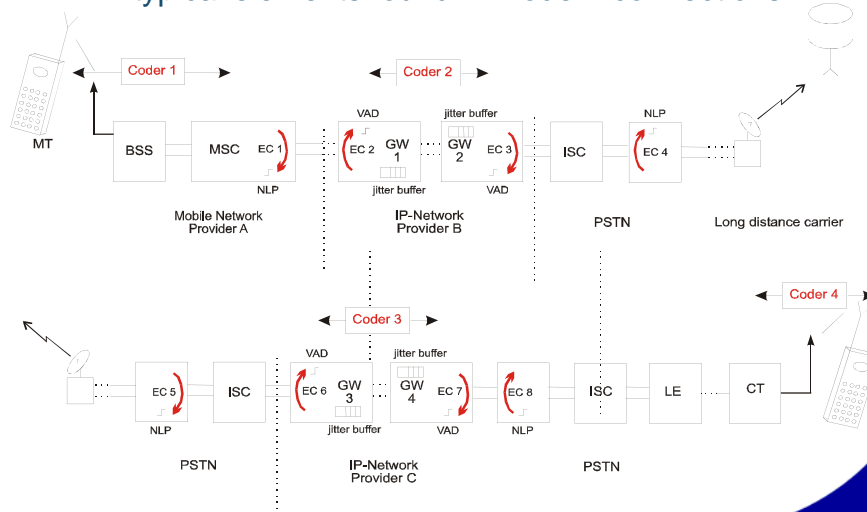 Coder 1
Coder 2
MT
BSS
MSC
EC 1
NLP
VAD
EC 2
GW
1
jitter buffer
jitter buffer
GW
2
EC 3
VAD
ISC
NLP
EC 4
Mobile Network
Provider A
IP-Network
Provider B
PSTN
Long distance carrier
Coder 3
Coder 4
EC 5
NLP
ISC
VAD
EC 6
GW
3
jitter buffer
jitter buffer
GW
4
EC 7
VAD
EC 8
NLP
ISC
LE
CT
PSTN
IP-Network
Provider C
PSTN